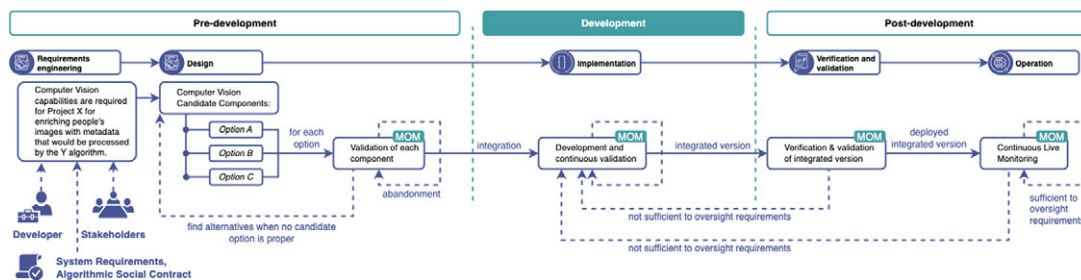 Pre-development
Development
Post-development
Requirements
engineering
Design
Implementation
Verification and
validation
Operation
Computer Vision
capabilities are required
for Project X for
enriching people's
images with metadata
that would be processed
by the Y algorithm.
Computer Vision
Candidate Components:
Option A
Option B
Option C
for each
option
MOM
Validation of each
component
abandonment
find alternatives when no candidate
option is proper
integration
MOM
Development and
continuous validation
integrated version
MOM
Verification & validation
of integrated version
deployed
integrated version
MOM
Continuous Live
Monitoring
not sufficient to oversight requirements
not sufficient to oversight requirements
sufficient to
oversight
requirements
Developer
Stakeholders
System Requirements,
Algorithmic Social Contract